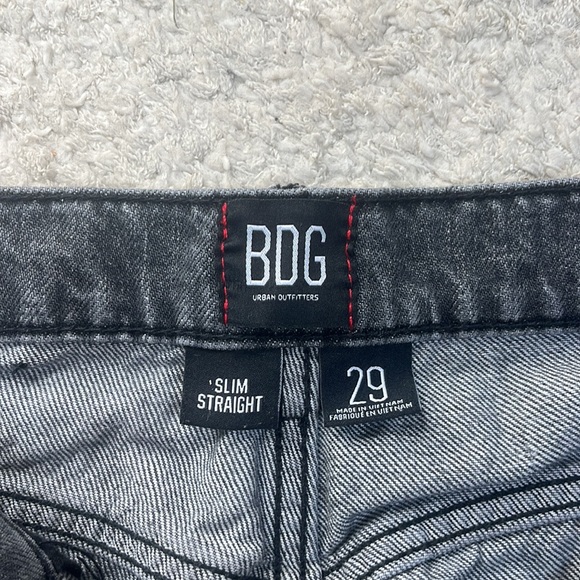 BDG
URBAN OUTFITTERS
SLIM
STRAIGHT
29
MADE IN VIETNAM
FABRIQUÉ EN VIETNAM